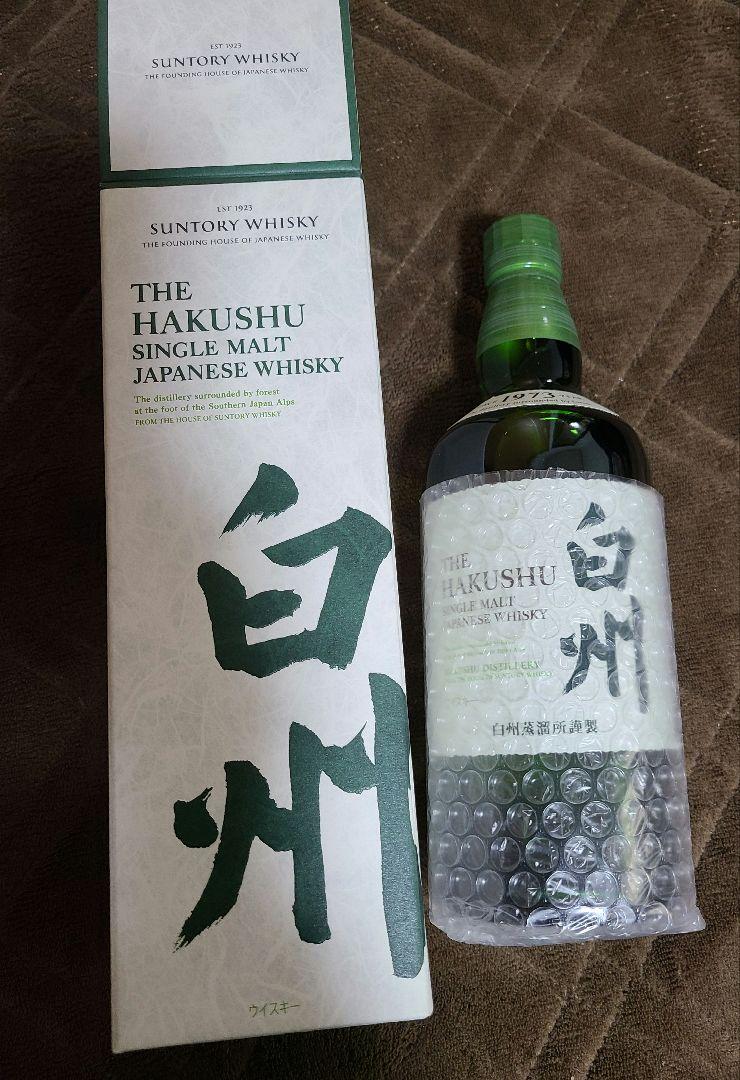 EST 1923
SUNTORY WHISKY
THE FOUNDING HOUSE OF JAPANESE WHISKY
EST 1923
SUNTORY WHISKY
THE FOUNDING HOUSE OF JAPANESE WHISKY
THE
HAKUSHU
SINGLE MALT
JAPANESE WHISKY
The distillery surrounded by forest
at the foot of the Southern Japan Alps
FROM THE HOUSE OF SUNTORY WHISKY
白州
ウイスキー
1973
THE
HAKUSHU
SINGLE MALT
JAPANESE WHISKY
HAKUSHU DISTILLERY
白州
白州蒸溜所謹製